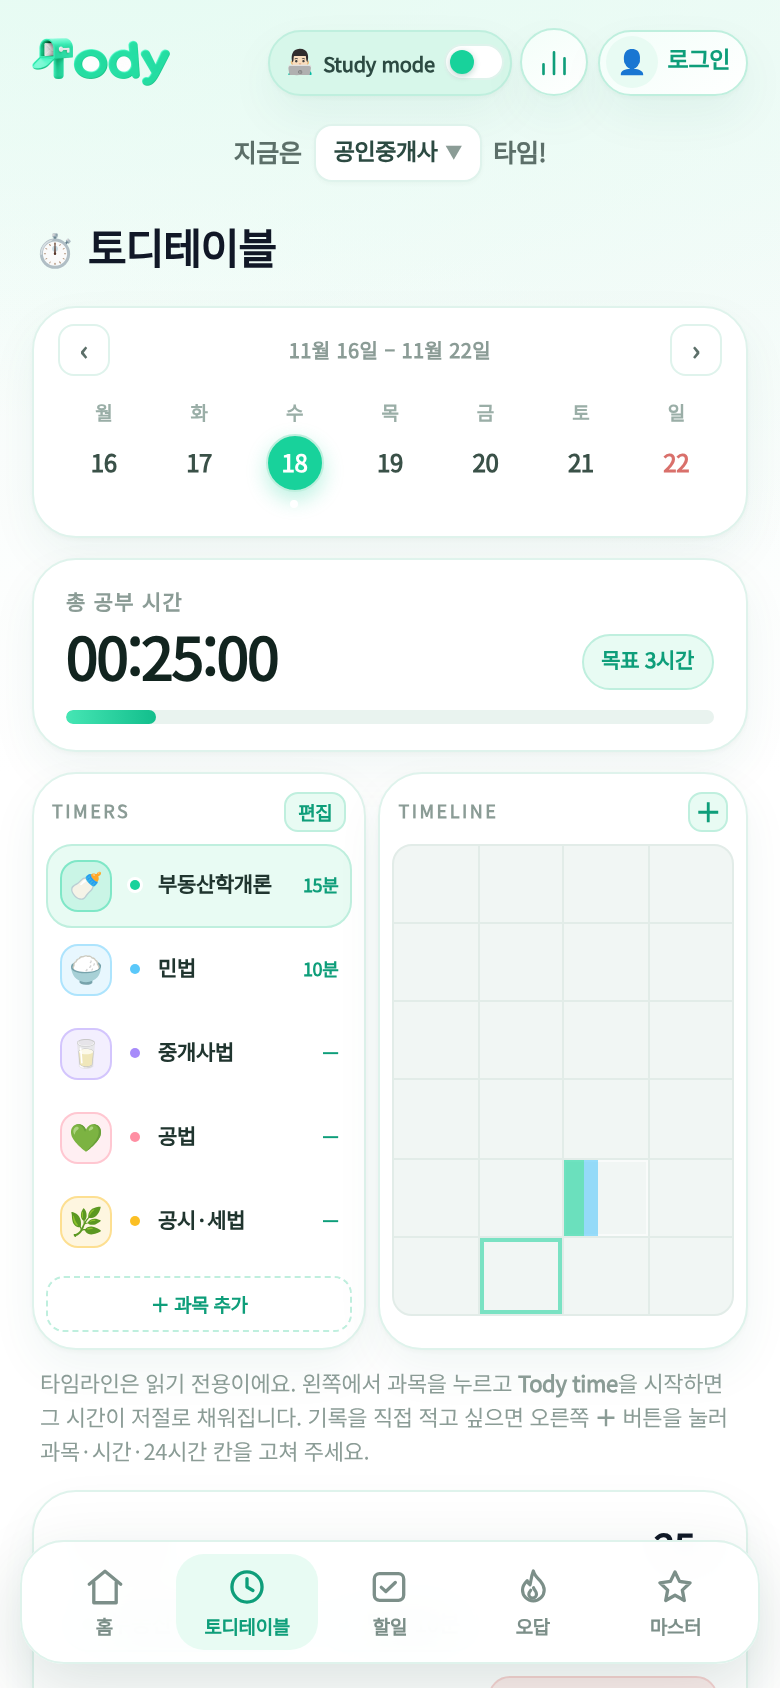 Tody
Study mode
로그인
지금은 공인중개사 ▼ 타임!
토디테이블
‹ 11월 16일 – 11월 22일 ›
월 화 수 목 금 토 일
16 17 18 19 20 21 22
총 공부 시간
00:25:00
목표 3시간
TIMERS 편집
부동산학개론 15분
민법 10분
중개사법 —
공법 —
공시·세법 —
+ 과목 추가
TIMELINE +
타임라인은 읽기 전용이에요. 왼쪽에서 과목을 누르고 Tody time을 시작하면
그 시간이 저절로 채워집니다. 기록을 직접 적고 싶으면 오른쪽 + 버튼을 눌러
과목·시간·24시간 칸을 고쳐 주세요.
홈 토디테이블 할일 오답 마스터